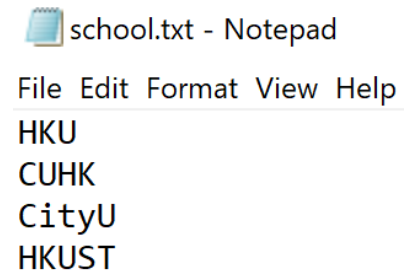 school.txt - Notepad
File Edit Format View Help
HKU
CUHK
CityU
HKUST